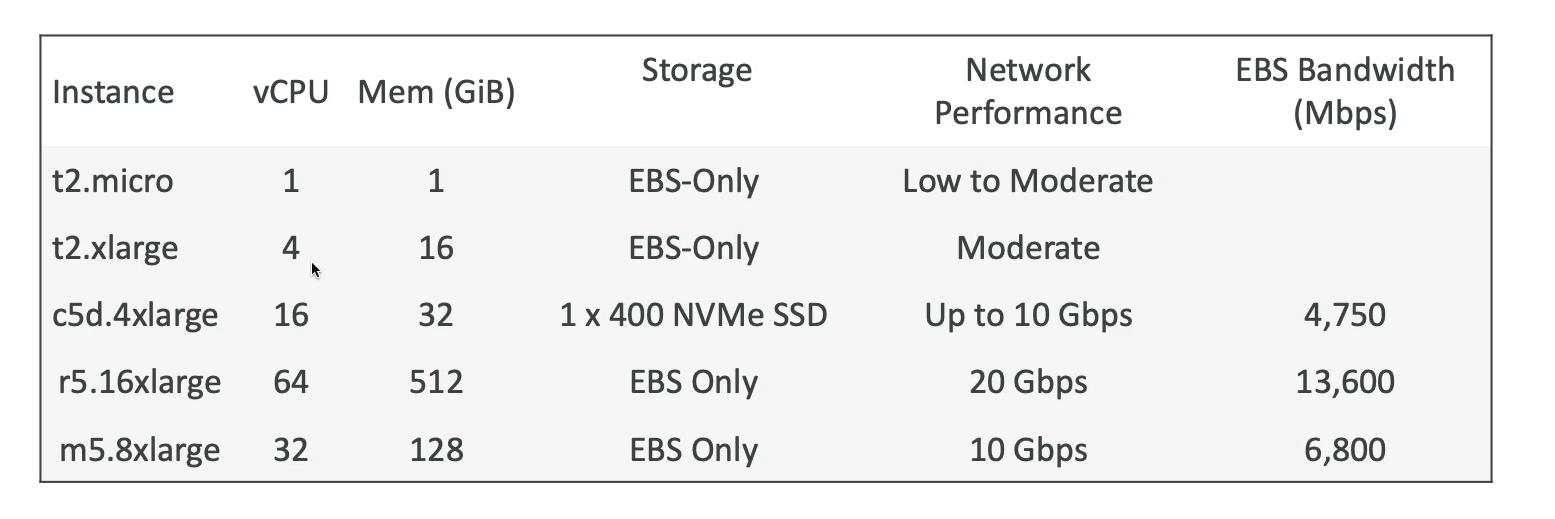 Instance vCPU Mem (GiB) Storage Network Performance EBS Bandwidth (Mbps)
t2.micro 1 1 EBS-Only Low to Moderate
t2.xlarge 4 16 EBS-Only Moderate
c5d.4xlarge 16 32 1 x 400 NVMe SSD Up to 10 Gbps 4,750
r5.16xlarge 64 512 EBS Only 20 Gbps 13,600
m5.8xlarge 32 128 EBS Only 10 Gbps 6,800